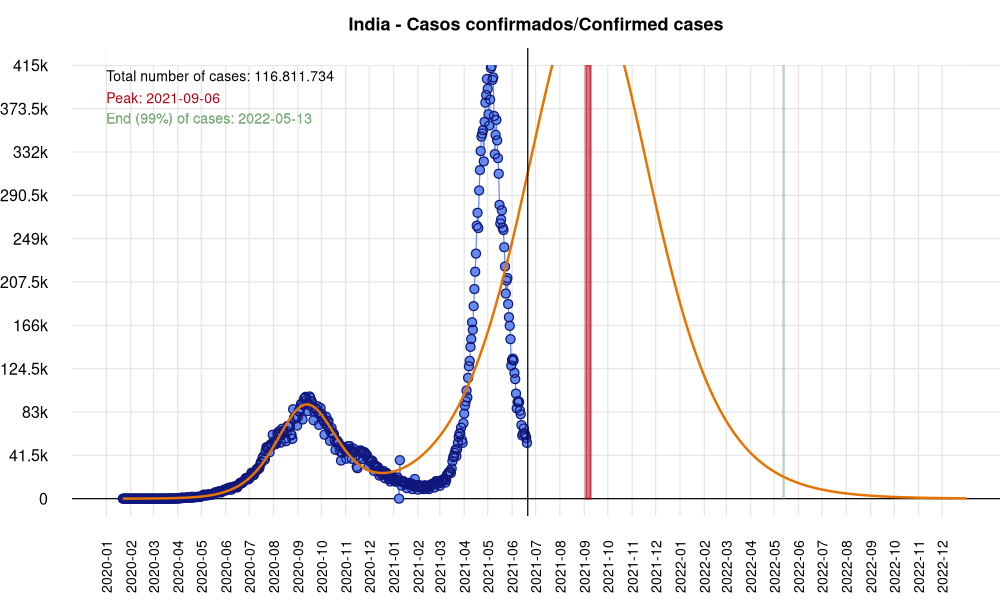 India - Casos confirmados/Confirmed cases
415k
Total number of cases: 116.811.734
Peak: 2021-09-06
373.5k
End (99%) of cases: 2022-05-13
332k
290.5k
249k
207.5k
166k
124.5k
83k
41.5k
0
2020-01
2020-02
2020-03
2020-04
2020-05
2020-06
2020-07
2020-08
2020-09
2020-10
2020-11
2020-12
2021-01
2021-02
2021-03
2021-04
2021-05
2021-06
2021-07
2021-08
2021-09
2021-10
2021-11
2021-12
2022-01
2022-02
2022-03
2022-04
2022-05
2022-06
2022-07
2022-08
2022-09
2022-10
2022-11
2022-12